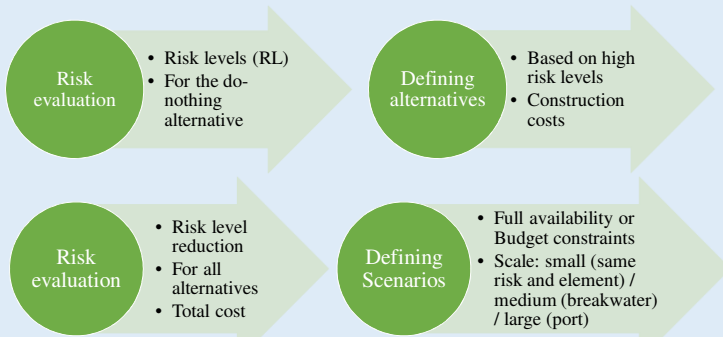 Risk
evaluation
• Risk levels (RL)
• For the do-
nothing
alternative
Defining
alternatives
• Based on high
risk levels
• Construction
costs
Risk
evaluation
• Risk level
reduction
• For all
alternatives
• Total cost
Defining
Scenarios
• Full availability or
Budget constraints
• Scale: small (same
risk and element) /
medium (breakwater)
/ large (port)